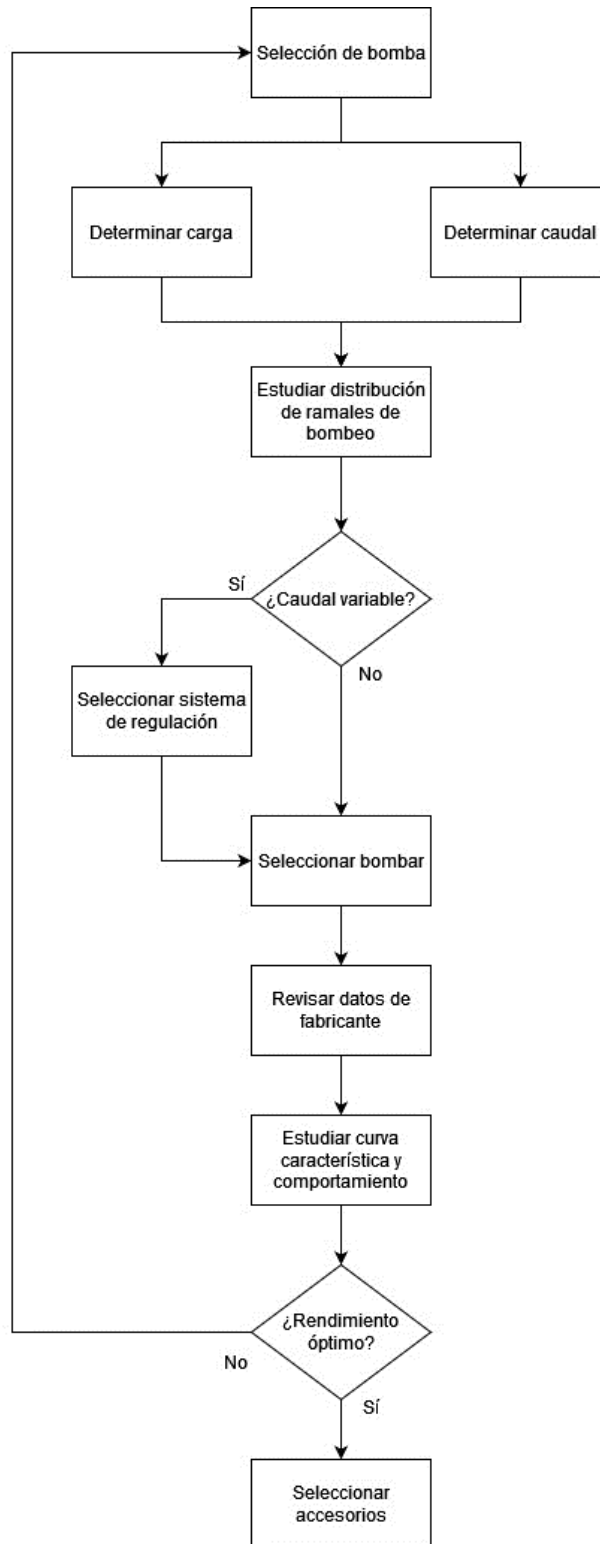 Selección de bomba
Determinar carga
Determinar caudal
Estudiar distribución
de ramales de
bombeo
¿Caudal variable?
Sí
No
Seleccionar sistema
de regulación
Seleccionar bombar
Revisar datos de
fabricante
Estudiar curva
característica y
comportamiento
¿Rendimiento
óptimo?
No
Sí
Seleccionar
accesorios